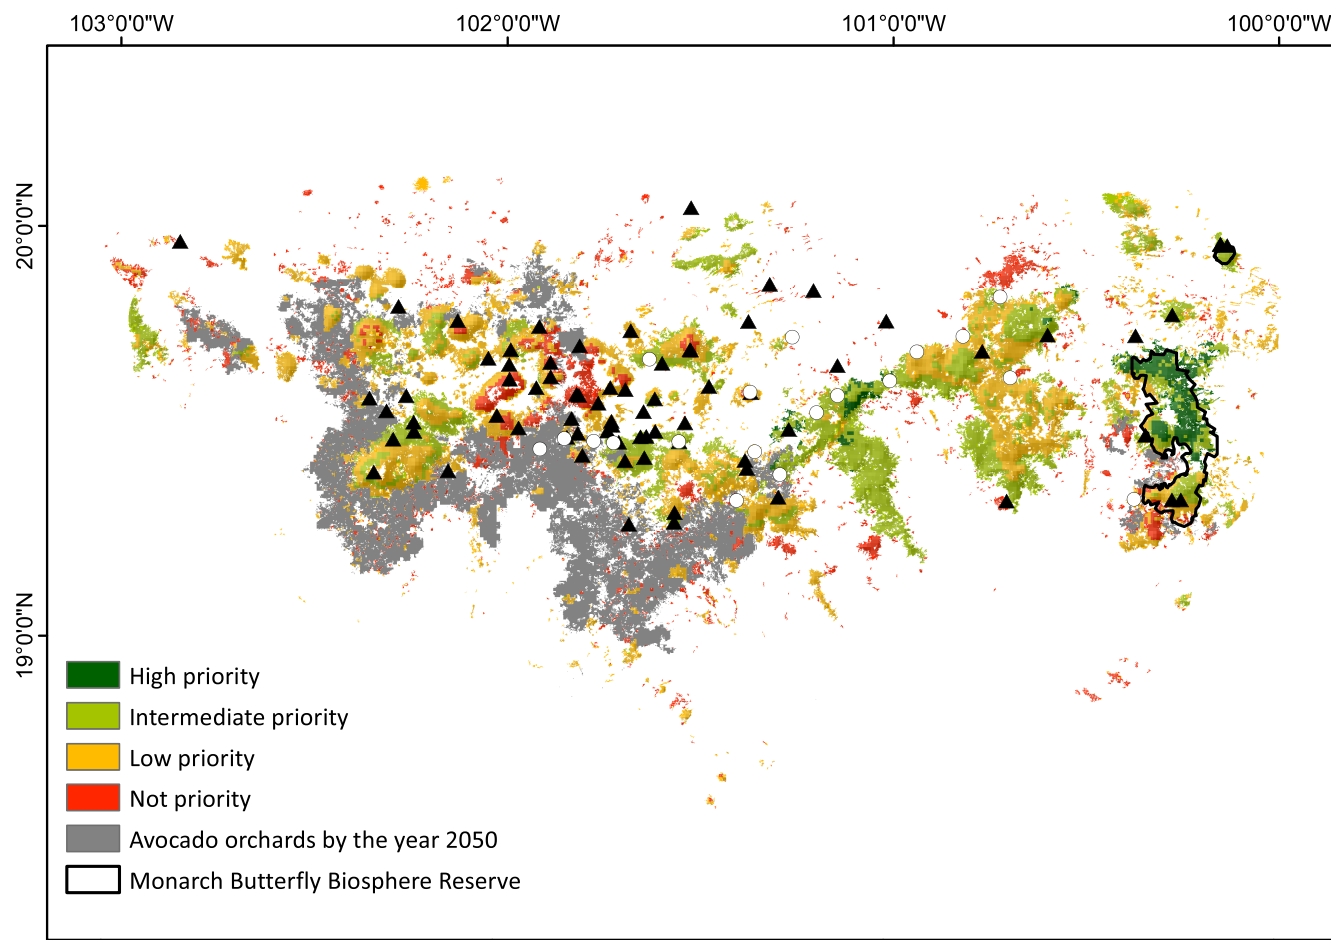 103°0'0"W 102°0'0"W 101°0'0"W 100°0'0"W
20°0'0"N
19°0'0"N
High priority
Intermediate priority
Low priority
Not priority
Avocado orchards by the year 2050
Monarch Butterfly Biosphere Reserve